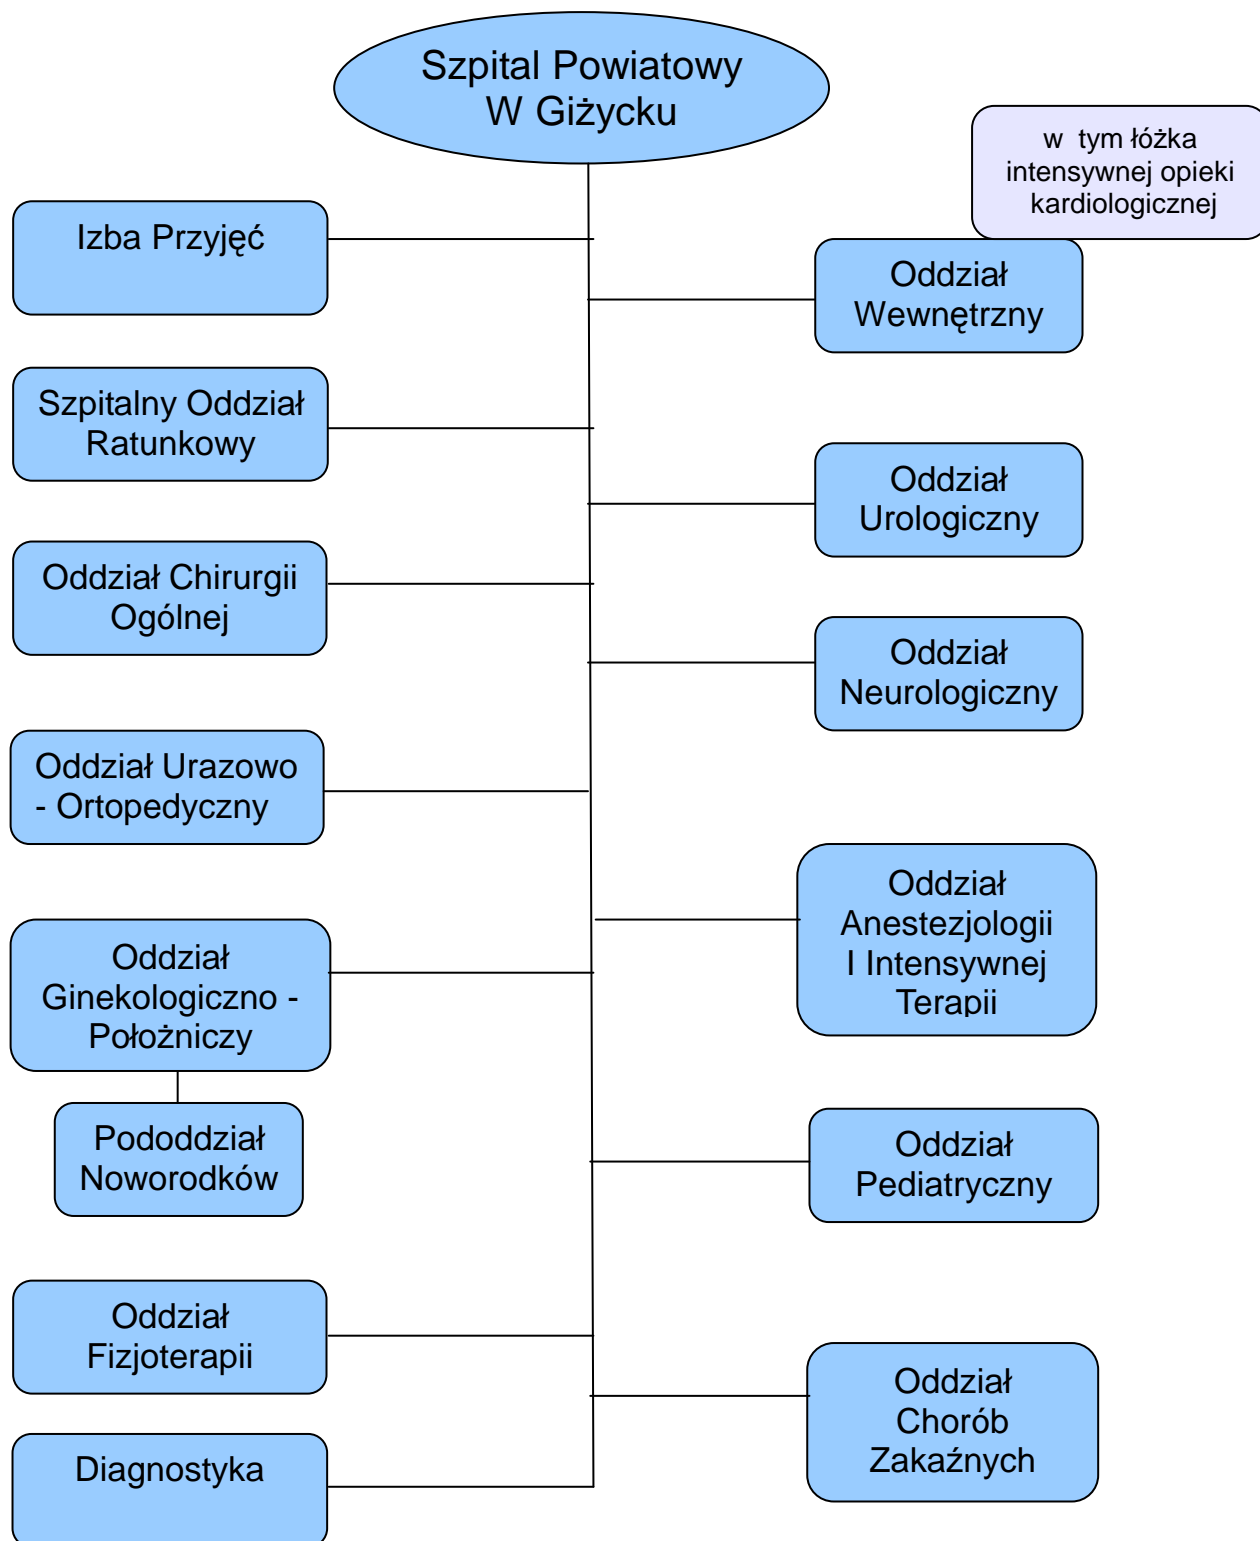 Szpital Powiatowy
W Giżycku
w tym łóżka
intensywnej opieki
kardiologicznej
Izba Przyjęć
Oddział
Wewnętrzny
Szpitalny Oddział
Ratunkowy
Oddział
Urologiczny
Oddział Chirurgii
Ogólnej
Oddział
Neurologiczny
Oddział Urazowo
- Ortopedyczny
Oddział
Anestezjologii
I Intensywnej
Terapii
Oddział
Ginekologiczno -
Położniczy
Pododdział
Noworodków
Oddział
Pediatryczny
Oddział
Fizjoterapii
Oddział
Chorób
Zakaźnych
Diagnostyka